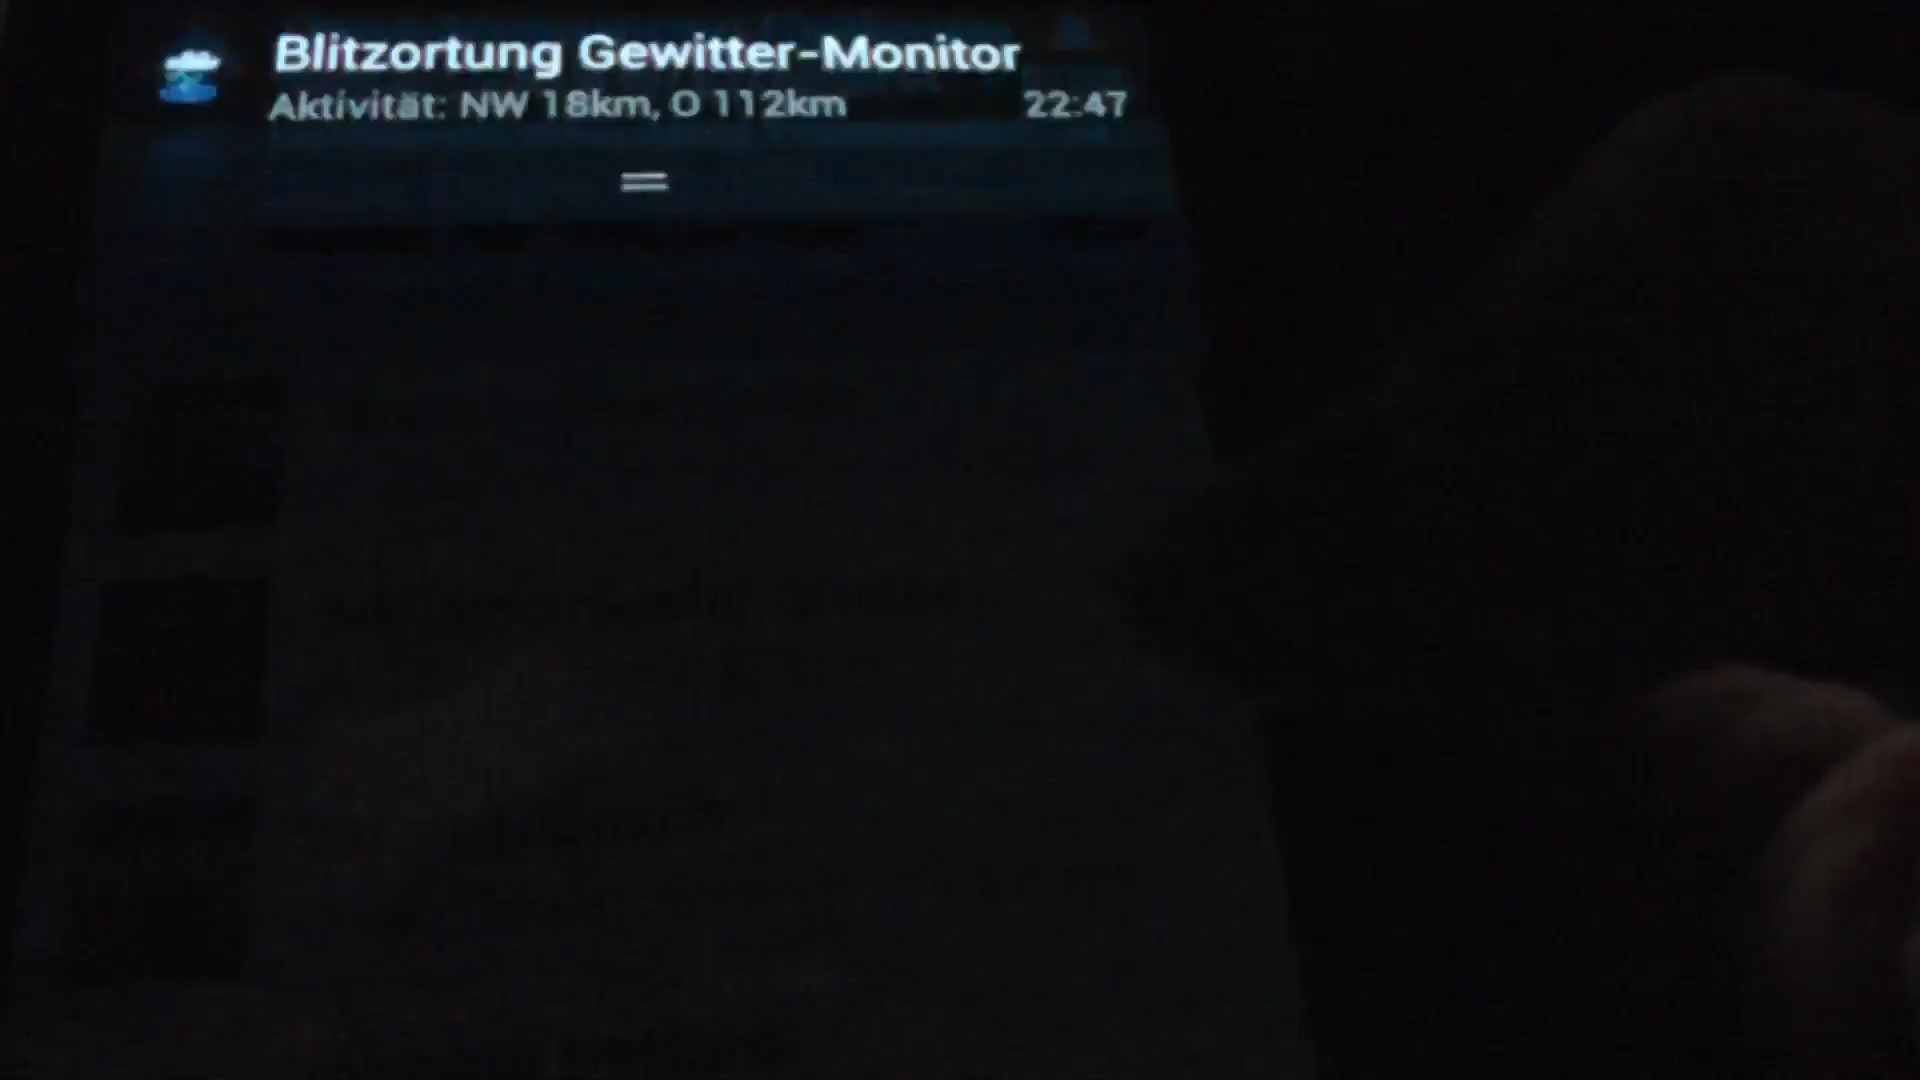 Blitzortung Gewitter-Monitor
Aktivität: NW 18km, O 112km 22:47